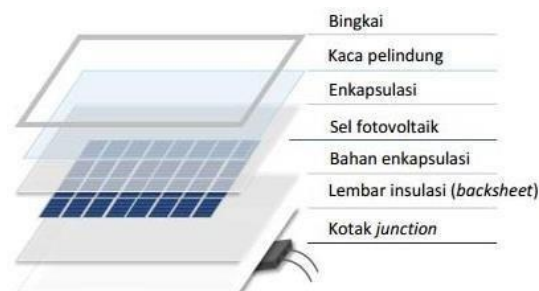 Bingkai
Kaca pelindung
Enkapsulasi
Sel fotovoltaik
Bahan enkapsulasi
Lembar insulasi (backsheet)
Kotak junction